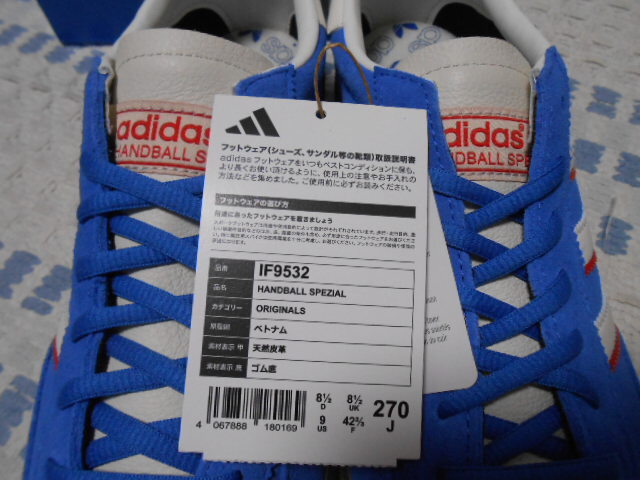 adidas
HANDBALL SPEZ
adidas
HANDBALL SPE
フットウェア(シューズ、サンダル等の靴類)取扱説明書
adidas フットウェアをいつもベストコンディションに保ち、
より長くお使い頂けるように、使用上の注意やお手入れの
方法などを集めました。ご使用前に必ずお読みください。
フットウェアの選び方
用途に合ったフットウェアを履きましょう
品番 IF9532
品名 HANDBALL SPEZIAL
カテゴリー ORIGINALS
原産国 ベトナム
素材表示 甲 天然皮革
素材表示 底 ゴム底
8½ D 8½ UK 270 J
9 US 42⅔ F
4 067888 180169